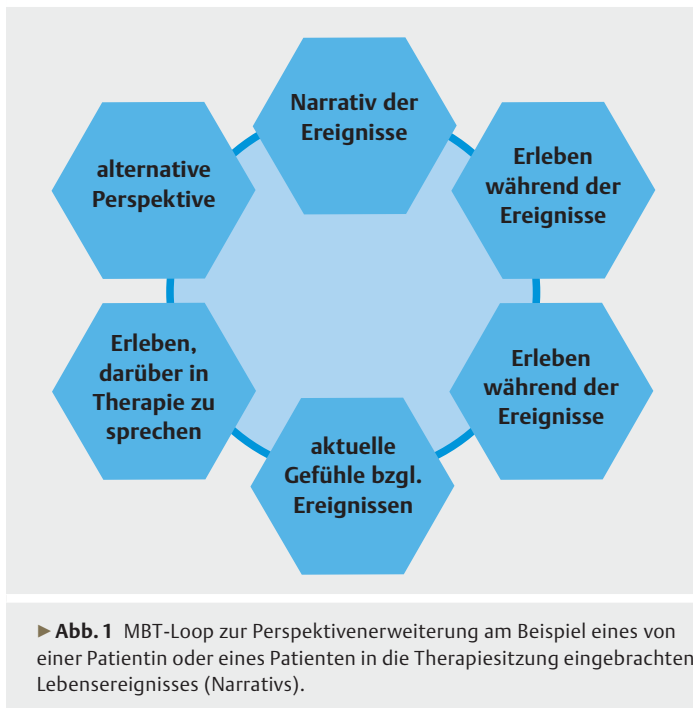 Narrativ der
Ereignisse
Erleben
während der
Ereignisse
Erleben
während der
Ereignisse
aktuelle
Gefühle bzgl.
Ereignissen
Erleben,
darüber in
Therapie zu
sprechen
alternative
Perspektive
►Abb. 1 MBT-Loop zur Perspektivenerweiterung am Beispiel eines von
einer Patientin oder eines Patienten in die Therapiesitzung eingebrachten
Lebensereignisses (Narrativs).